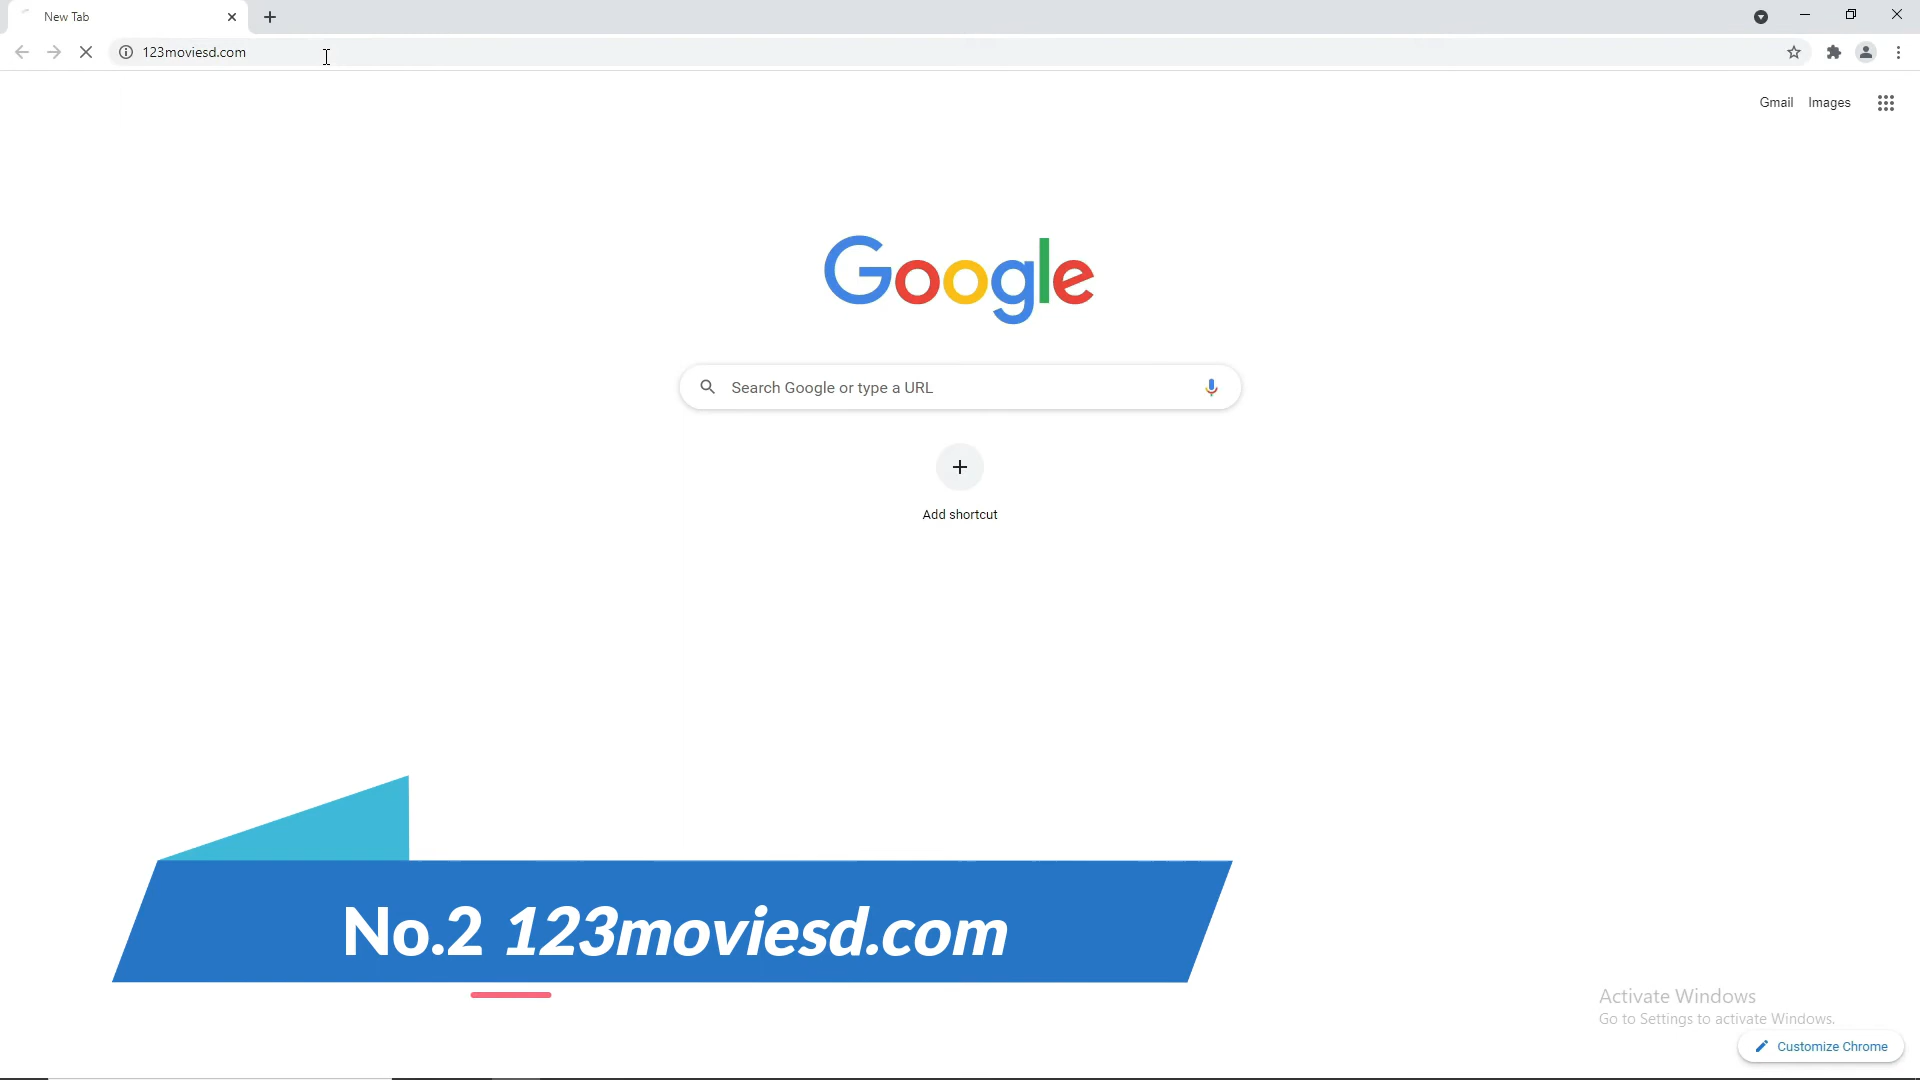 New Tab
123moviesd.com
Gmail Images
Google
Search Google or type a URL
Add shortcut
No.2 123moviesd.com
Activate Windows
Go to Settings to activate Windows.
Customize Chrome